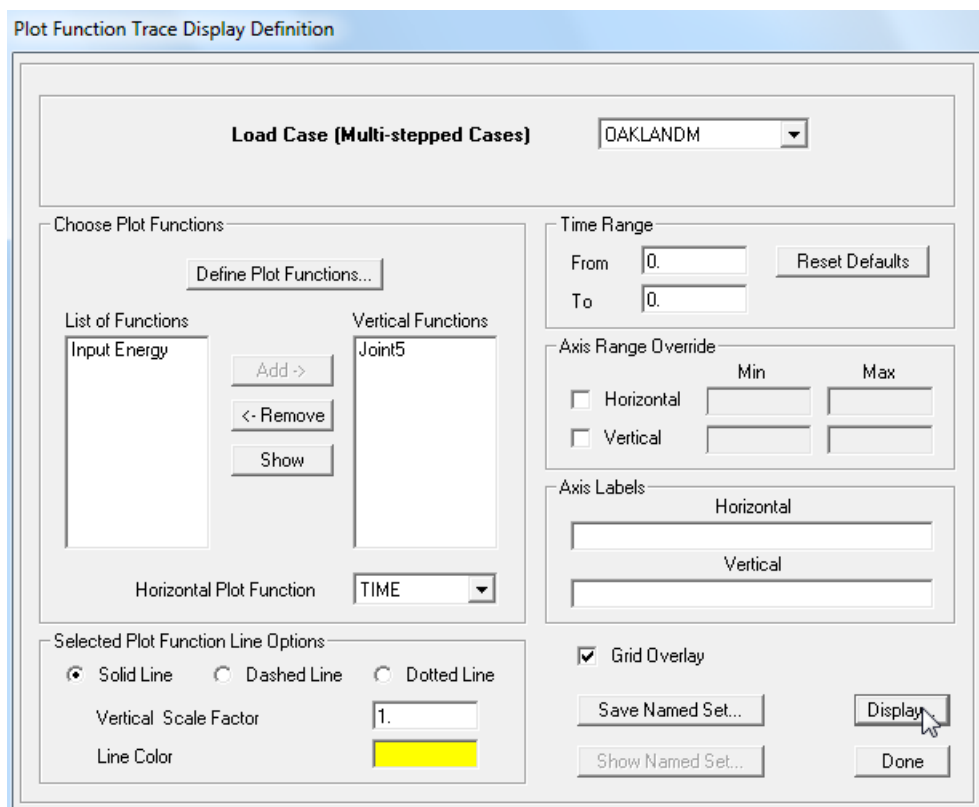 Plot Function Trace Display Definition
Load Case (Multi-stepped Cases) OAKLANDM
Choose Plot Functions
Define Plot Functions...
List of Functions Vertical Functions
Input Energy Joint5
Add ->
<- Remove
Show
Horizontal Plot Function TIME
Time Range
From 0. Reset Defaults
To 0.
Axis Range Override
Min Max
Horizontal
Vertical
Axis Labels
Horizontal
Vertical
Selected Plot Function Line Options
Solid Line Dashed Line Dotted Line
Vertical Scale Factor 1.
Line Color
Grid Overlay
Save Named Set... Display...
Show Named Set... Done